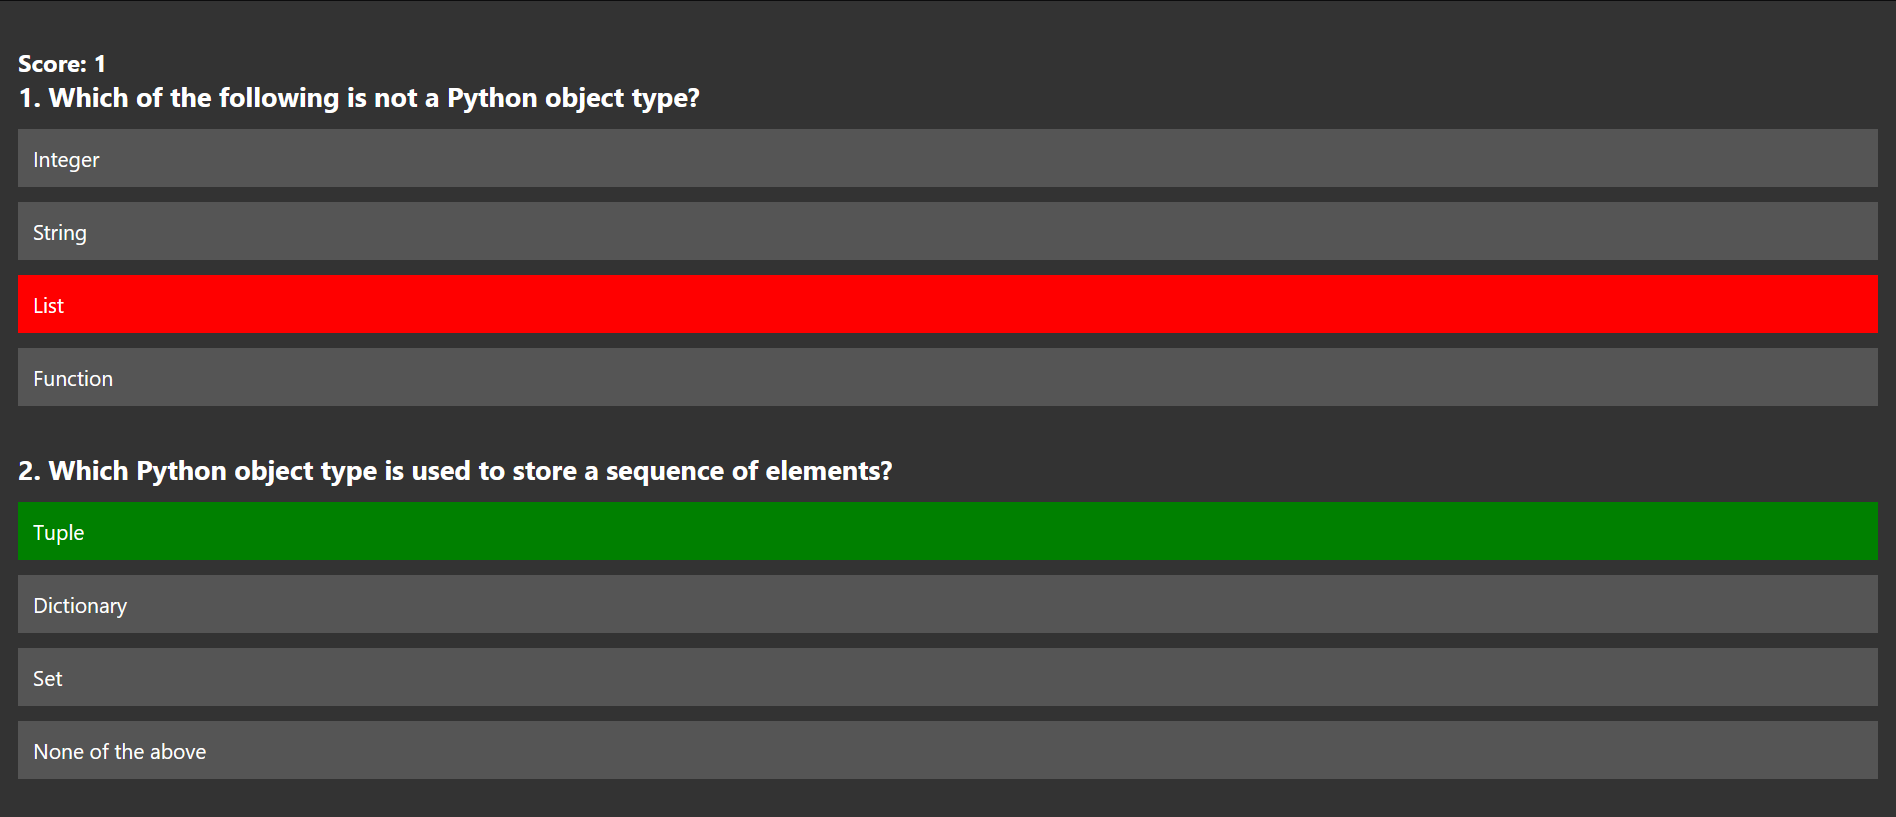 Score: 1
1. Which of the following is not a Python object type?
Integer
String
List
Function
2. Which Python object type is used to store a sequence of elements?
Tuple
Dictionary
Set
None of the above